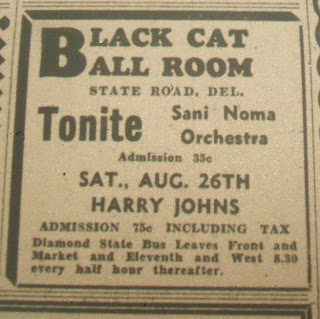 BLACK CAT
BALL ROOM
STATE ROAD, DEL.
Tonite Sani Noma
Orchestra
Admission 35c
SAT., AUG. 26TH
HARRY JOHNS
ADMISSION 75c INCLUDING TAX
Diamond State Bus Leaves Front and
Market and Eleventh and West 8.30
every half hour thereafter.